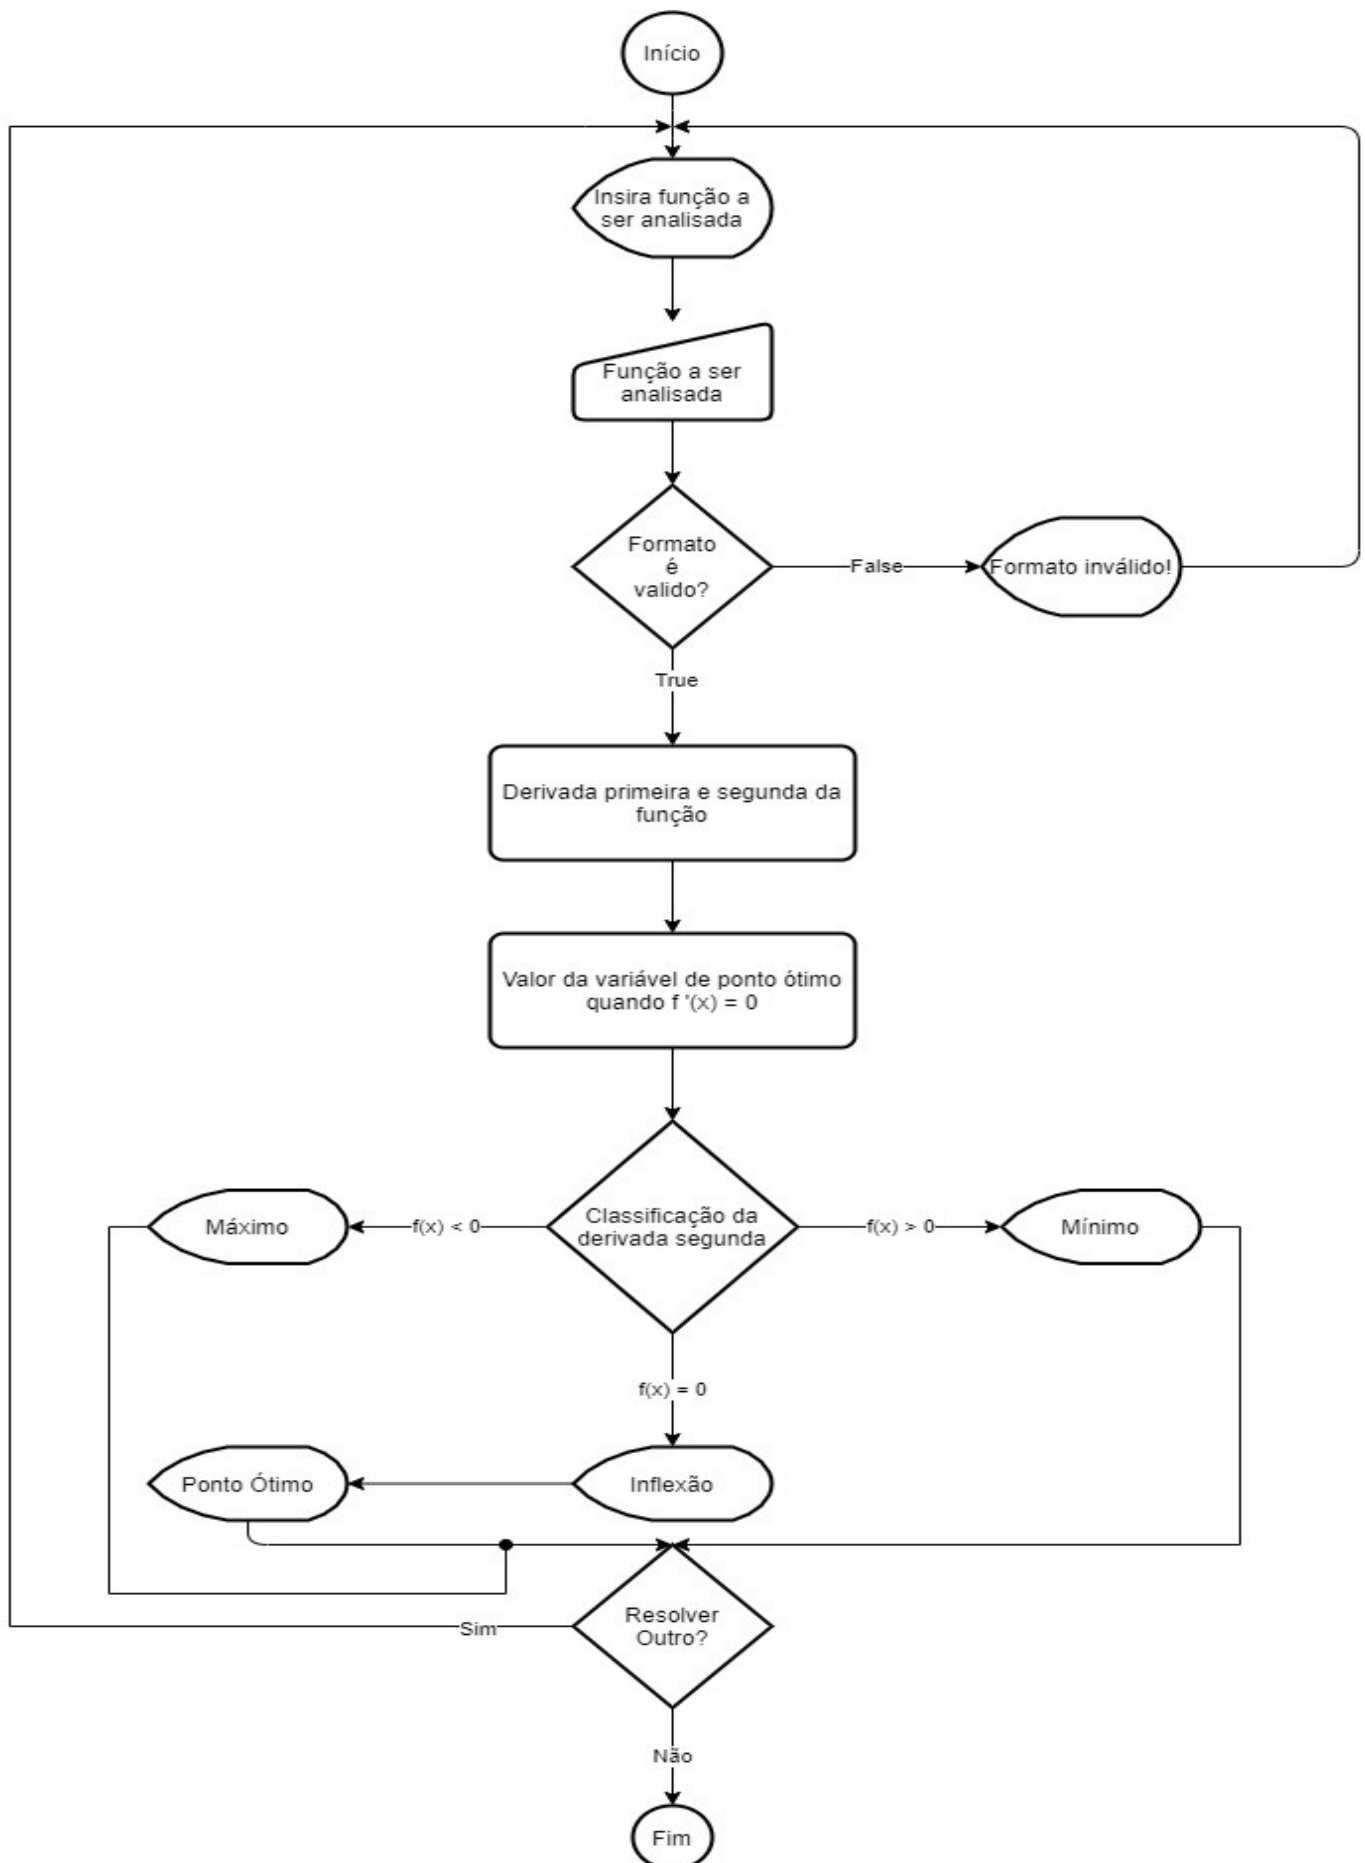 Início
Insira função a
ser analisada
Função a ser
analisada
Formato
é
valido?
False
Formato inválido!
True
Derivada primeira e segunda da
função
Valor da variável de ponto ótimo
quando f '(x) = 0
Máximo
f(x) < 0
Classificação da
derivada segunda
f(x) > 0
Mínimo
f(x) = 0
Ponto Ótimo
Inflexão
Resolver
Outro?
Sim
Não
Fim